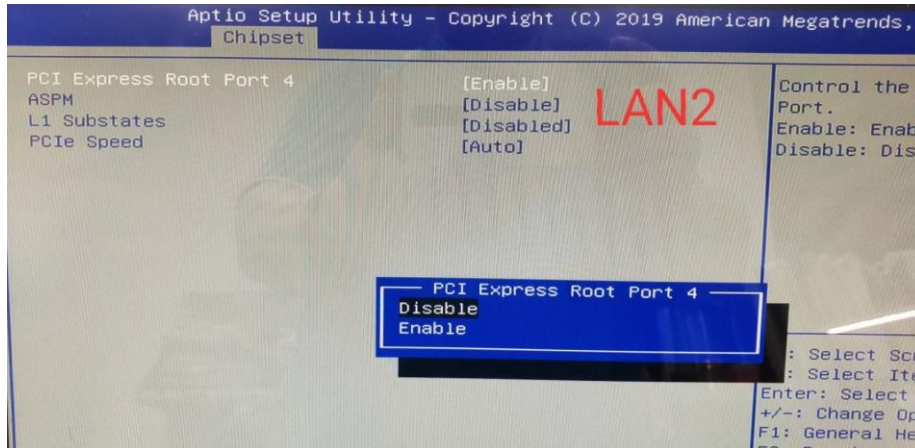 Aptio Setup Utility – Copyright (C) 2019 American Megatrends,
Chipset
PCI Express Root Port 4 [Enable]
ASPM [Disable]
L1 Substates [Disabled]
PCIe Speed [Auto]
LAN2
Control the
Port.
Enable: Enab
Disable: Dis
PCI Express Root Port 4
Disable
Enable
: Select Scr
: Select Ite
Enter: Select
+/-: Change Op
F1: General He